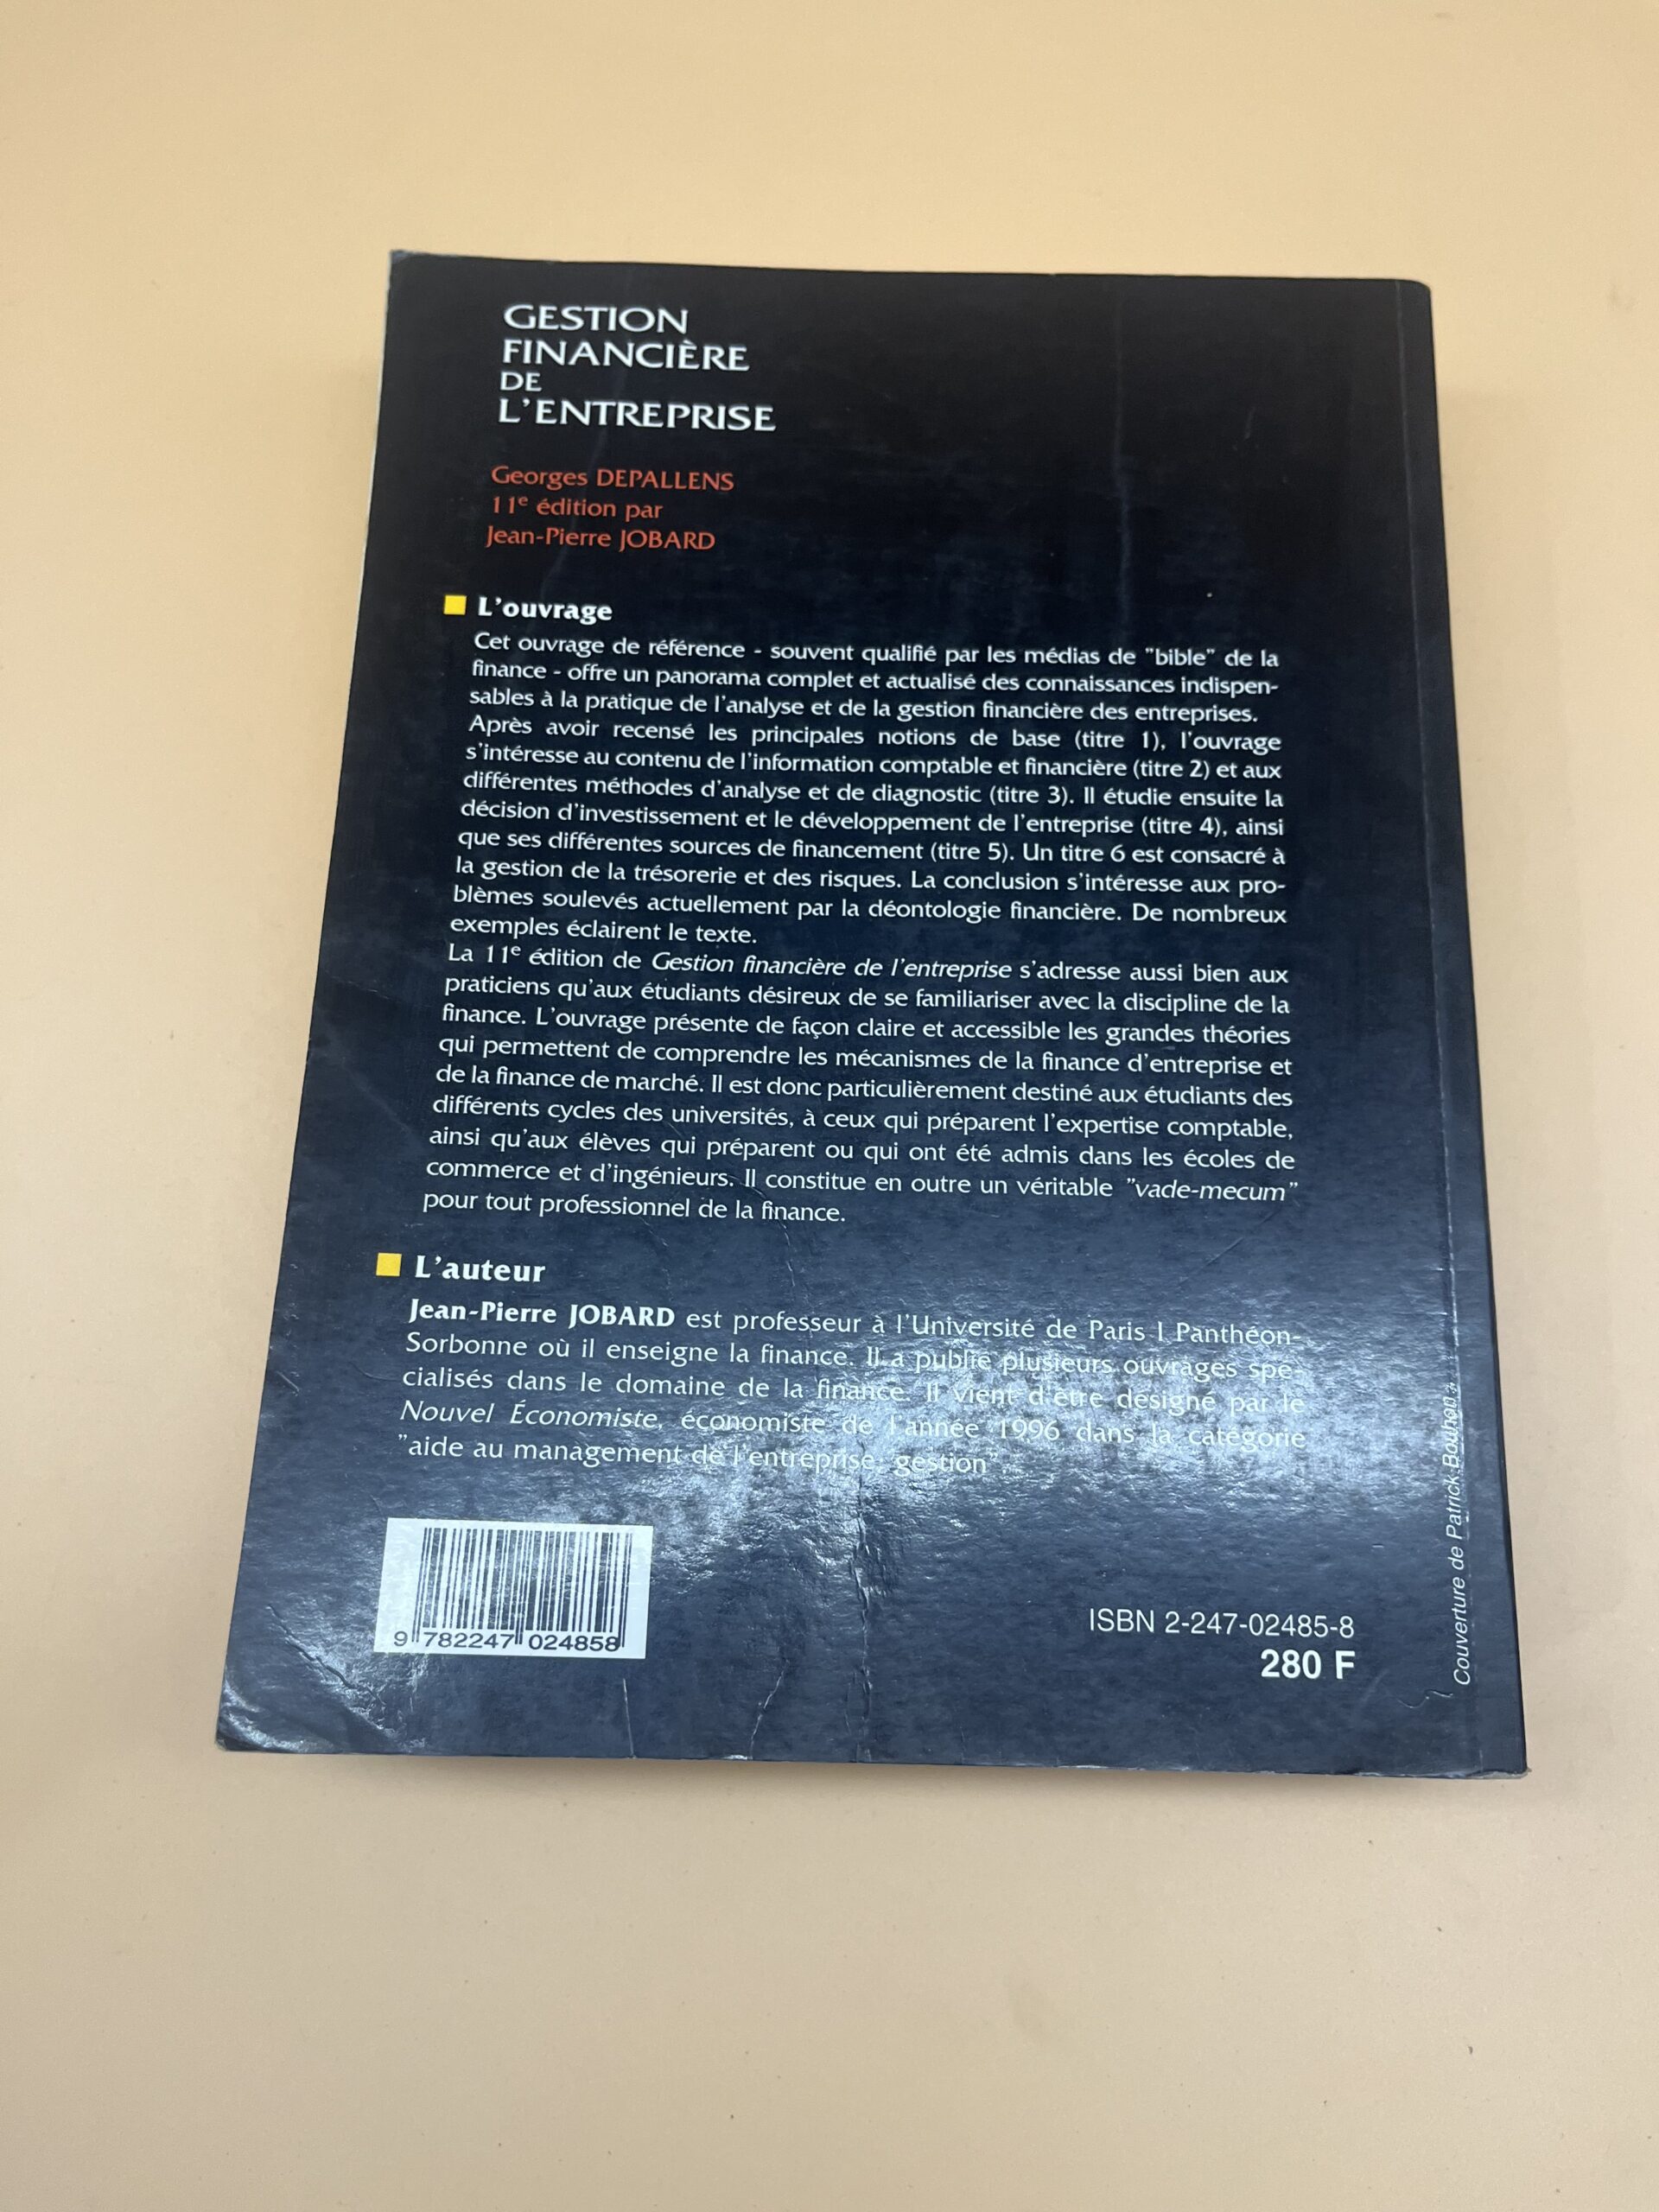 GESTION
FINANCIÈRE
DE
L'ENTREPRISE
Georges DEPALLENS
11e édition par
Jean-Pierre JOBARD
L'ouvrage
Cet ouvrage de référence - souvent qualifié par les médias de "bible" de la
finance - offre un panorama complet et actualisé des connaissances indispen-
sables à la pratique de l'analyse et de la gestion financière des entreprises.
Après avoir recensé les principales notions de base (titre 1), l'ouvrage
s'intéresse au contenu de l'information comptable et financière (titre 2) et aux
différentes méthodes d'analyse et de diagnostic (titre 3). Il étudie ensuite la
décision d'investissement et le développement de l'entreprise (titre 4), ainsi
que ses différentes sources de financement (titre 5). Un titre 6 est consacré à
la gestion de la trésorerie et des risques. La conclusion s'intéresse aux pro-
blèmes soulevés actuellement par la déontologie financière. De nombreux
exemples éclairent le texte.
La 11e édition de Gestion financière de l'entreprise s'adresse aussi bien aux
praticiens qu'aux étudiants désireux de se familiariser avec la discipline de la
finance. L'ouvrage présente de façon claire et accessible les grandes théories
qui permettent de comprendre les mécanismes de la finance d'entreprise et
de la finance de marché. Il est donc particulièrement destiné aux étudiants des
différents cycles des universités, à ceux qui préparent l'expertise comptable,
ainsi qu'aux élèves qui préparent ou qui ont été admis dans les écoles de
commerce et d'ingénieurs. Il constitue en outre un véritable "vade-mecum"
pour tout professionnel de la finance.
L'auteur
Jean-Pierre JOBARD est professeur à l'Université de Paris I Panthéon-
Sorbonne où il enseigne la finance. Il a publié plusieurs ouvrages spé-
cialisés dans le domaine de la finance. Il vient d'être désigné par le
Nouvel Économiste, économiste de l'année 1996 dans la catégorie
"aide au management de l'entreprise, gestion".
9 782247 024858
ISBN 2-247-02485-8
280 F
Couverture de Patrick